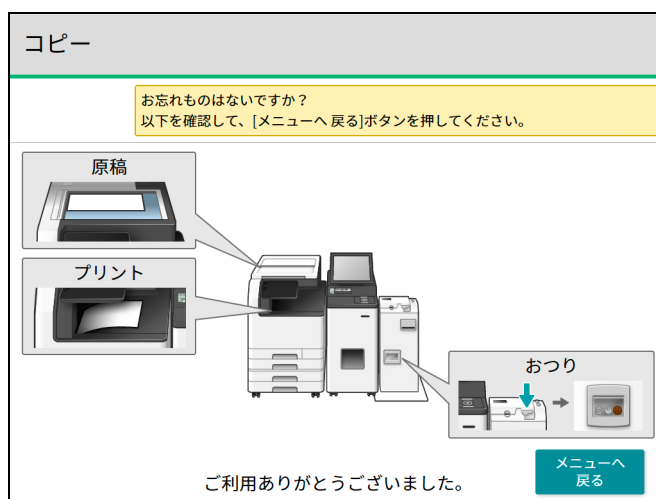 コピー
お忘れものはないですか？
以下を確認して、[メニューへ 戻る]ボタンを押してください。
原稿
プリント
おつり
ご利用ありがとうございました。
メニューへ
戻る